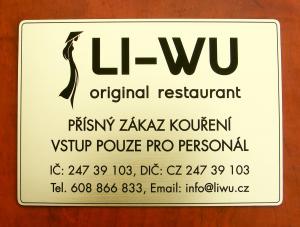 LI-WU
original restaurant
PŘÍSNÝ ZÁKAZ KOUŘENÍ
VSTUP POUZE PRO PERSONÁL
IČ: 247 39 103, DIČ: CZ 247 39 103
Tel. 608 866 833, Email: info@liwu.cz